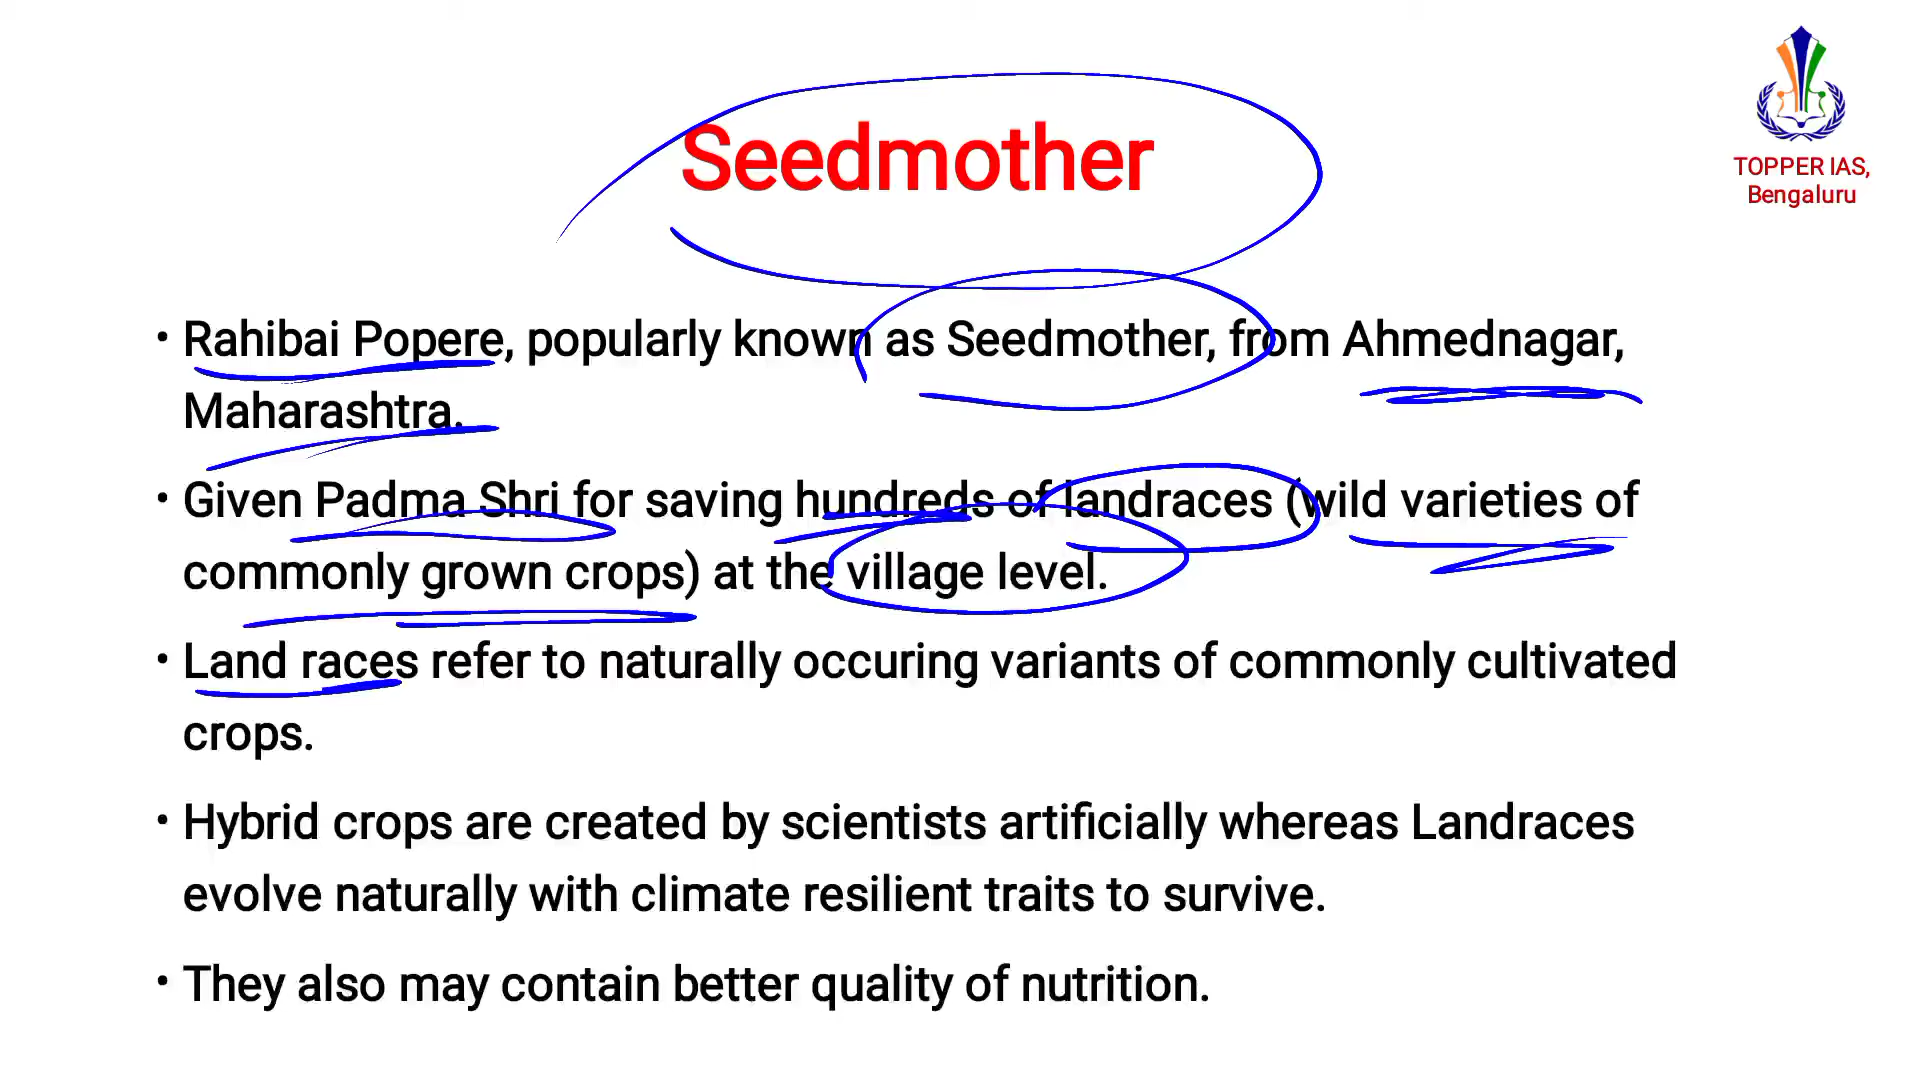 TOPPER IAS,
Bengaluru
Seedmother
• Rahibai Popere, popularly known as Seedmother, from Ahmednagar,
Maharashtra.
• Given Padma Shri for saving hundreds of landraces (wild varieties of
commonly grown crops) at the village level.
• Land races refer to naturally occuring variants of commonly cultivated
crops.
• Hybrid crops are created by scientists artificially whereas Landraces
evolve naturally with climate resilient traits to survive.
• They also may contain better quality of nutrition.